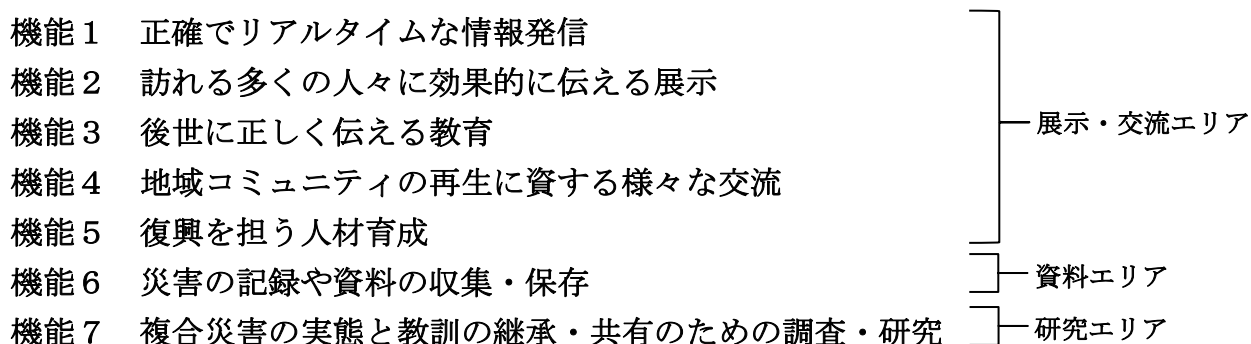 機能１　正確でリアルタイムな情報発信
機能２　訪れる多くの人々に効果的に伝える展示
機能３　後世に正しく伝える教育
展示・交流エリア
機能４　地域コミュニティの再生に資する様々な交流
機能５　復興を担う人材育成
機能６　災害の記録や資料の収集・保存
資料エリア
機能７　複合災害の実態と教訓の継承・共有のための調査・研究
研究エリア